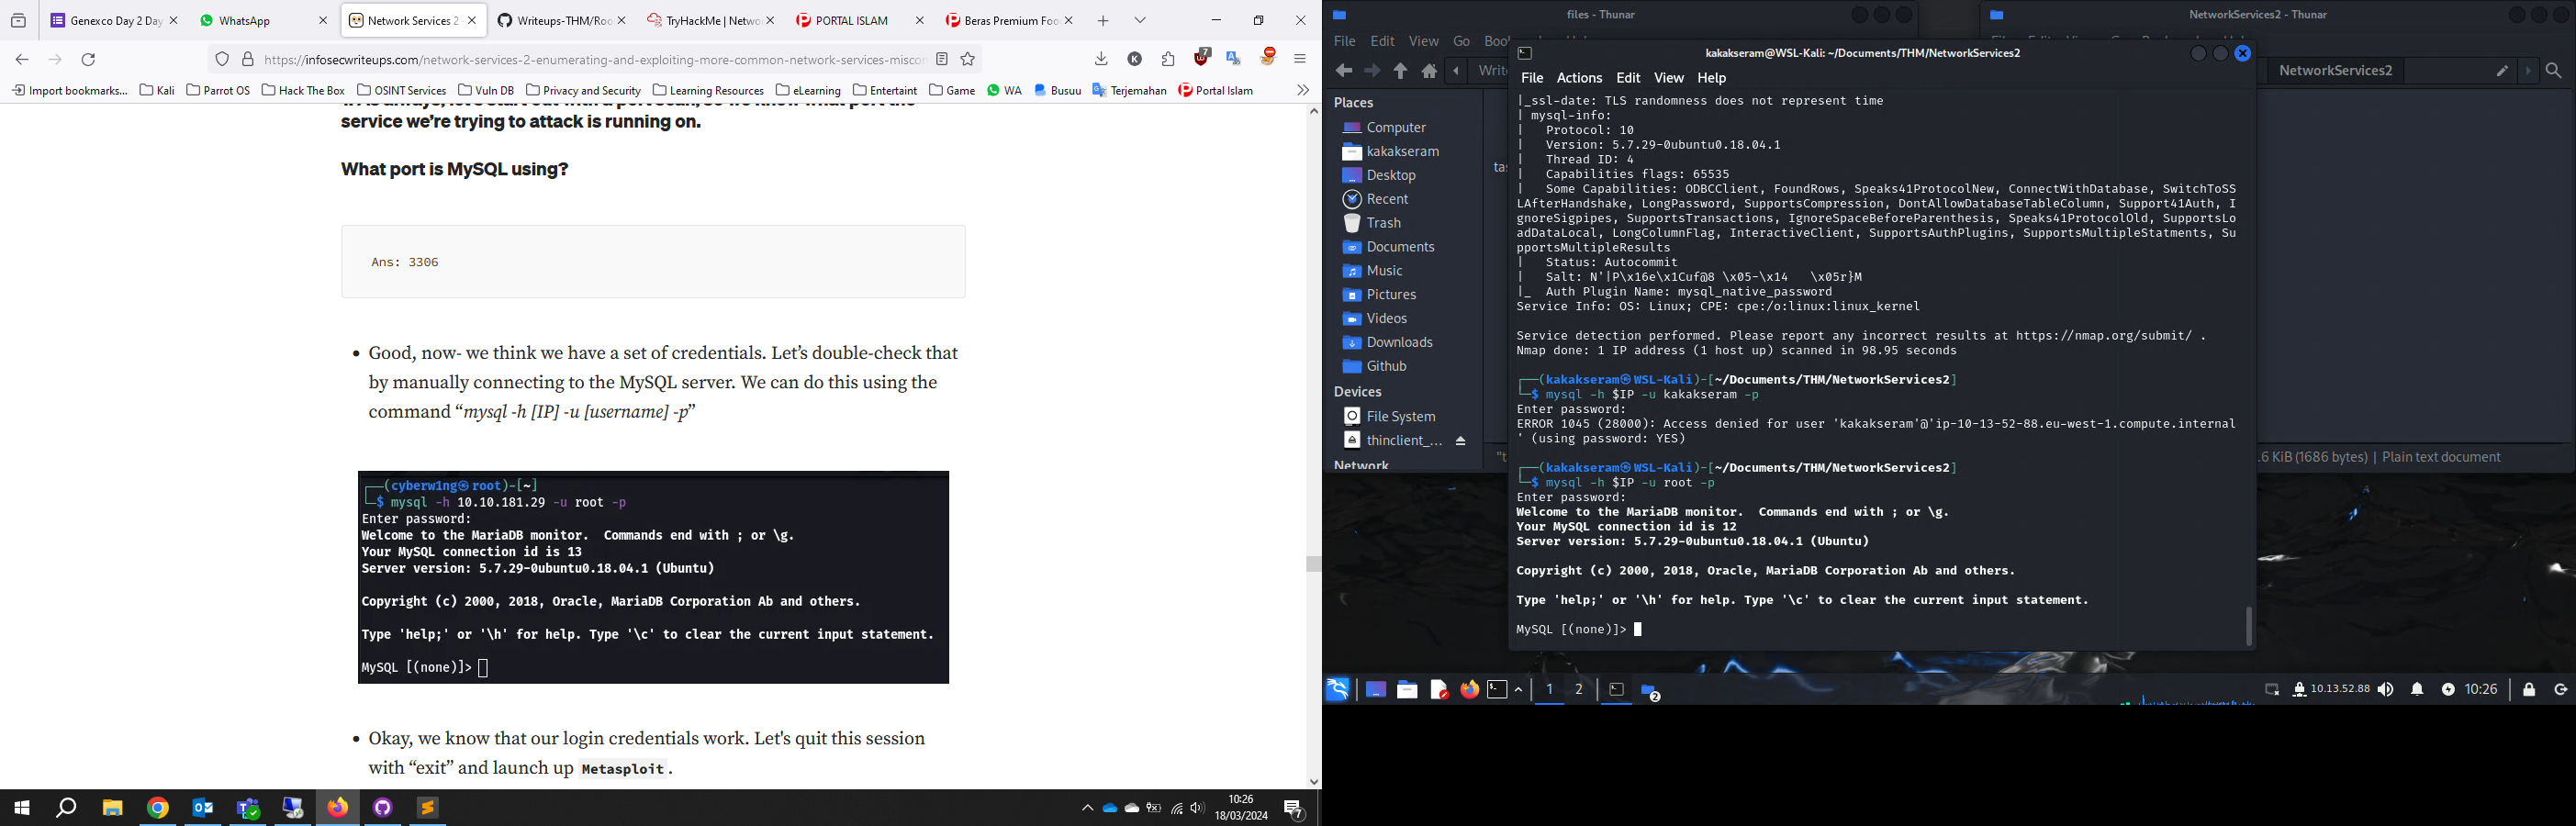 Genexco Day 2 Day
WhatsApp
Network Services 2
Writeups-THM/Roo
TryHackMe | Netwo
PORTAL ISLAM
Beras Premium Foo
https://infosecwriteups.com/network-services-2-enumerating-and-exploiting-more-common-network-services-miscon
7
Import bookmarks...
Kali
Parrot OS
Hack The Box
OSINT Services
Vuln DB
Privacy and Security
Learning Resources
eLearning
Entertaint
Game
WA
Busuu
Terjemahan
Portal Islam
service we're trying to attack is running on.
What port is MySQL using?
Ans: 3306
• Good, now- we think we have a set of credentials. Let's double-check that
by manually connecting to the MySQL server. We can do this using the
command “mysql -h [IP] -u [username] -p”
┌──(cyberw1ng㉿root)-[~]
└─$ mysql -h 10.10.181.29 -u root -p
Enter password:
Welcome to the MariaDB monitor.  Commands end with ; or \g.
Your MySQL connection id is 13
Server version: 5.7.29-0ubuntu0.18.04.1 (Ubuntu)
Copyright (c) 2000, 2018, Oracle, MariaDB Corporation Ab and others.
Type 'help;' or '\h' for help. Type '\c' to clear the current input statement.
MySQL [(none)]>
• Okay, we know that our login credentials work. Let's quit this session
with “exit” and launch up Metasploit.
10:26
18/03/2024
7
files - Thunar
NetworkServices2 - Thunar
File Edit View Go
NetworkServices2
Places
Computer
kakakseram
Desktop
Recent
Trash
Documents
Music
Pictures
Videos
Downloads
Github
Devices
File System
thinclient_...
Network
kakakseram@WSL-Kali: ~/Documents/THM/NetworkServices2
File Actions Edit View Help
|_ssl-date: TLS randomness does not represent time
| mysql-info:
|   Protocol: 10
|   Version: 5.7.29-0ubuntu0.18.04.1
|   Thread ID: 4
|   Capabilities flags: 65535
|   Some Capabilities: ODBCClient, FoundRows, Speaks41ProtocolNew, ConnectWithDatabase, SwitchToSS
LAfterHandshake, LongPassword, SupportsCompression, DontAllowDatabaseTableColumn, Support41Auth, I
gnoreSigpipes, SupportsTransactions, IgnoreSpaceBeforeParenthesis, Speaks41ProtocolOld, SupportsLo
adDataLocal, LongColumnFlag, InteractiveClient, SupportsAuthPlugins, SupportsMultipleStatments, Su
pportsMultipleResults
|   Status: Autocommit
|   Salt: N'|P\x16e\x1Cuf@8 \x05-\x14   \x05r}M
|_  Auth Plugin Name: mysql_native_password
Service Info: OS: Linux; CPE: cpe:/o:linux:linux_kernel
Service detection performed. Please report any incorrect results at https://nmap.org/submit/ .
Nmap done: 1 IP address (1 host up) scanned in 98.95 seconds
┌──(kakakseram㉿WSL-Kali)-[~/Documents/THM/NetworkServices2]
└─$ mysql -h $IP -u kakakseram -p
Enter password:
ERROR 1045 (28000): Access denied for user 'kakakseram'@'ip-10-13-52-88.eu-west-1.compute.internal
' (using password: YES)
┌──(kakakseram㉿WSL-Kali)-[~/Documents/THM/NetworkServices2]
└─$ mysql -h $IP -u root -p
Enter password:
Welcome to the MariaDB monitor.  Commands end with ; or \g.
Your MySQL connection id is 12
Server version: 5.7.29-0ubuntu0.18.04.1 (Ubuntu)
Copyright (c) 2000, 2018, Oracle, MariaDB Corporation Ab and others.
Type 'help;' or '\h' for help. Type '\c' to clear the current input statement.
MySQL [(none)]>
.6 KiB (1686 bytes) | Plain text document
1 2
2
10.13.52.88
10:26